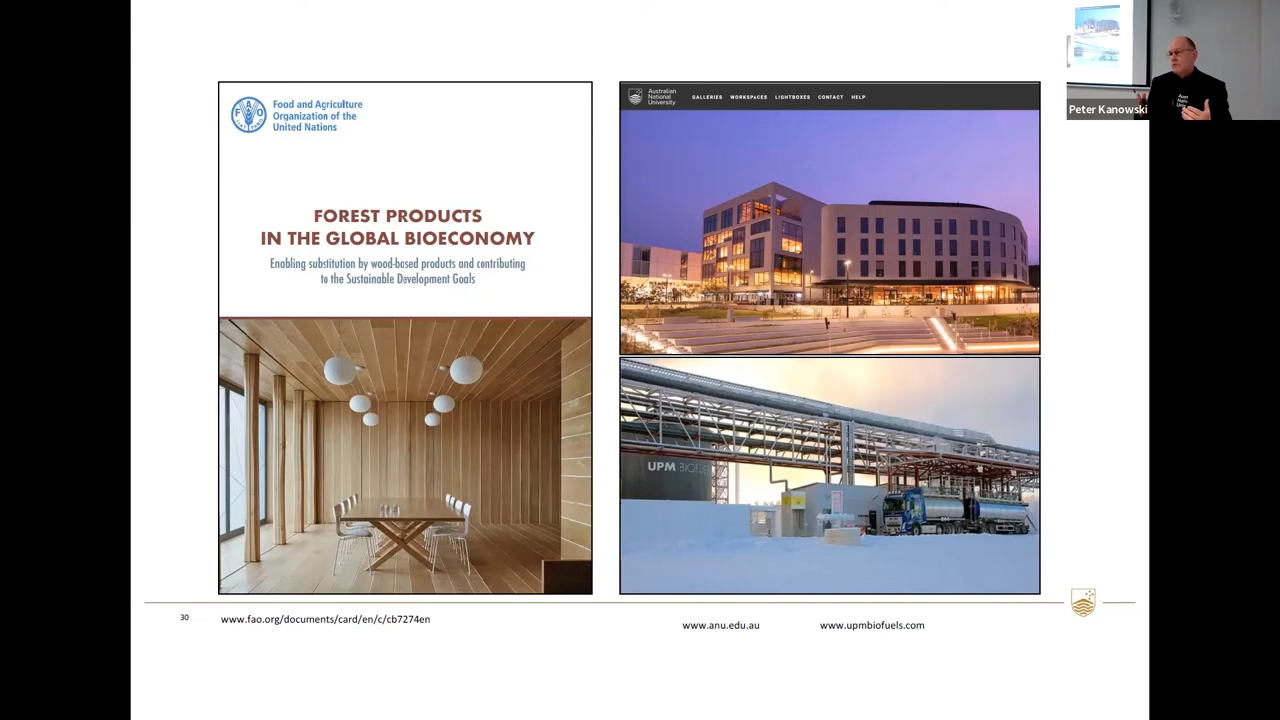 Food and Agriculture
Organization of the
United Nations
FOREST PRODUCTS
IN THE GLOBAL BIOECONOMY
Enabling substitution by wood-based products and contributing
to the Sustainable Development Goals
Australian
National
University
GALLERIES WORKSPACES LIGHTBOXES CONTACT HELP
UPM BIOFUEL
Peter Kanowski
30
www.fao.org/documents/card/en/c/cb7274en
www.anu.edu.au
www.upmbiofuels.com